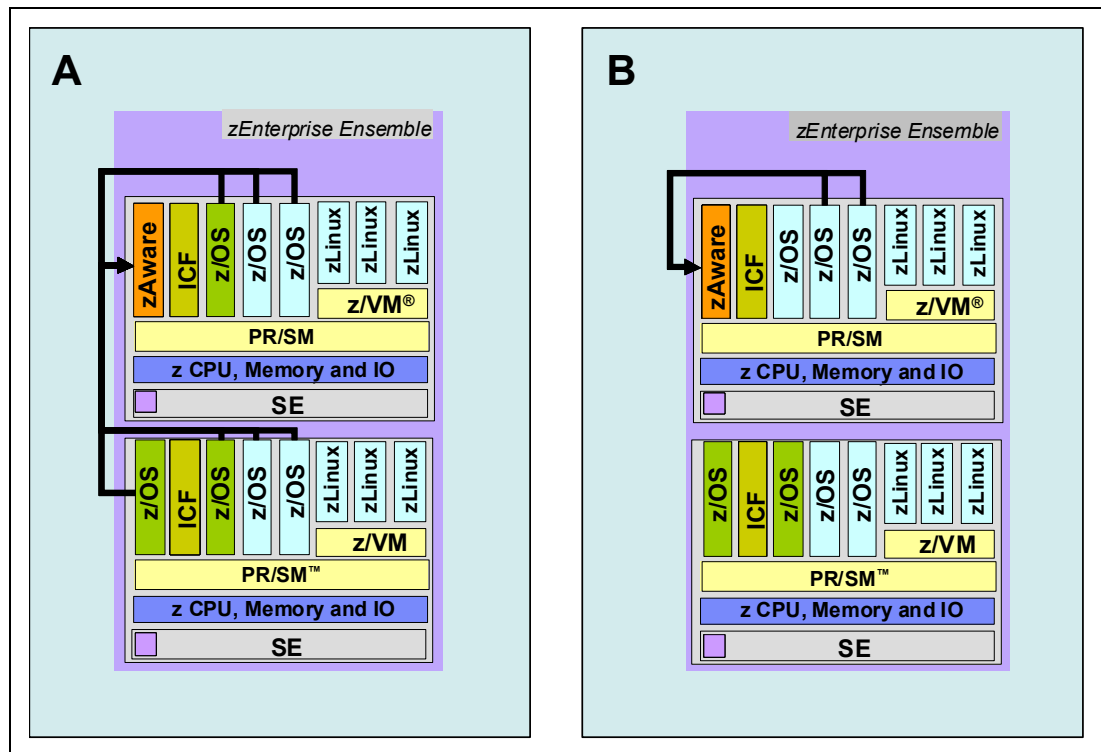 A
zEnterprise Ensemble
zAware
ICF
z/OS
z/OS
z/OS
zLinux
zLinux
zLinux
z/VM®
PR/SM
z CPU, Memory and IO
SE
z/OS
ICF
z/OS
z/OS
z/OS
zLinux
zLinux
zLinux
z/VM
PR/SM™
z CPU, Memory and IO
SE
B
zEnterprise Ensemble
zAware
ICF
z/OS
z/OS
z/OS
zLinux
zLinux
zLinux
z/VM®
PR/SM
z CPU, Memory and IO
SE
z/OS
ICF
z/OS
z/OS
z/OS
zLinux
zLinux
zLinux
z/VM
PR/SM™
z CPU, Memory and IO
SE